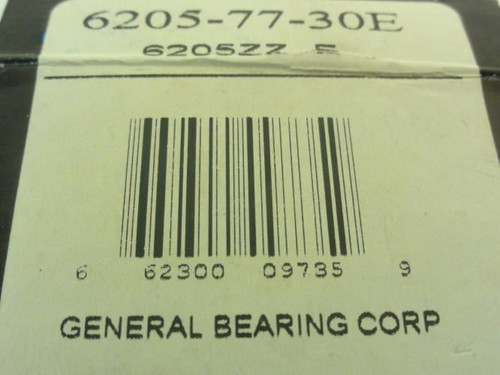 6205-77-30E
6205ZZ E
6 62300 09735 9
GENERAL BEARING CORP